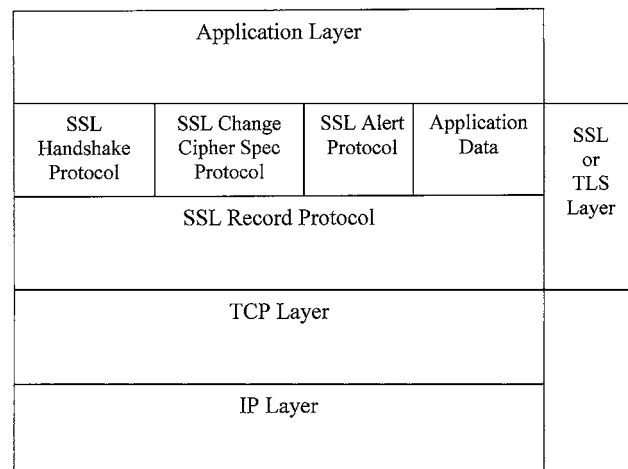 Application Layer
SSL
Handshake
Protocol
SSL Change
Cipher Spec
Protocol
SSL Alert
Protocol
Application
Data
SSL
or
TLS
Layer
SSL Record Protocol
TCP Layer
IP Layer